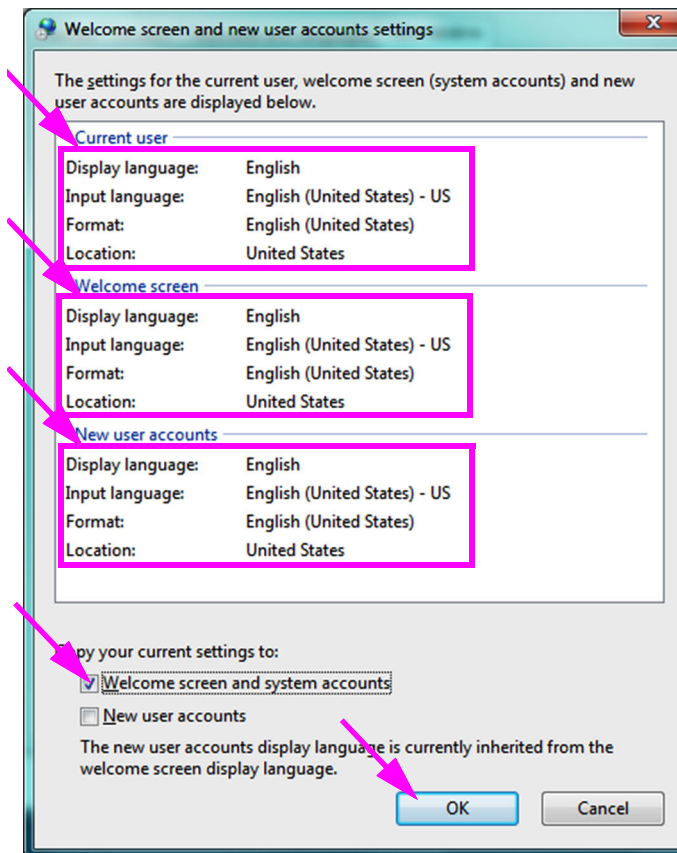 Welcome screen and new user accounts settings
The settings for the current user, welcome screen (system accounts) and new
user accounts are displayed below.
Current user
Display language: English
Input language: English (United States) - US
Format: English (United States)
Location: United States
Welcome screen
Display language: English
Input language: English (United States) - US
Format: English (United States)
Location: United States
New user accounts
Display language: English
Input language: English (United States) - US
Format: English (United States)
Location: United States
Copy your current settings to:
Welcome screen and system accounts
New user accounts
The new user accounts display language is currently inherited from the
welcome screen display language.
OK Cancel